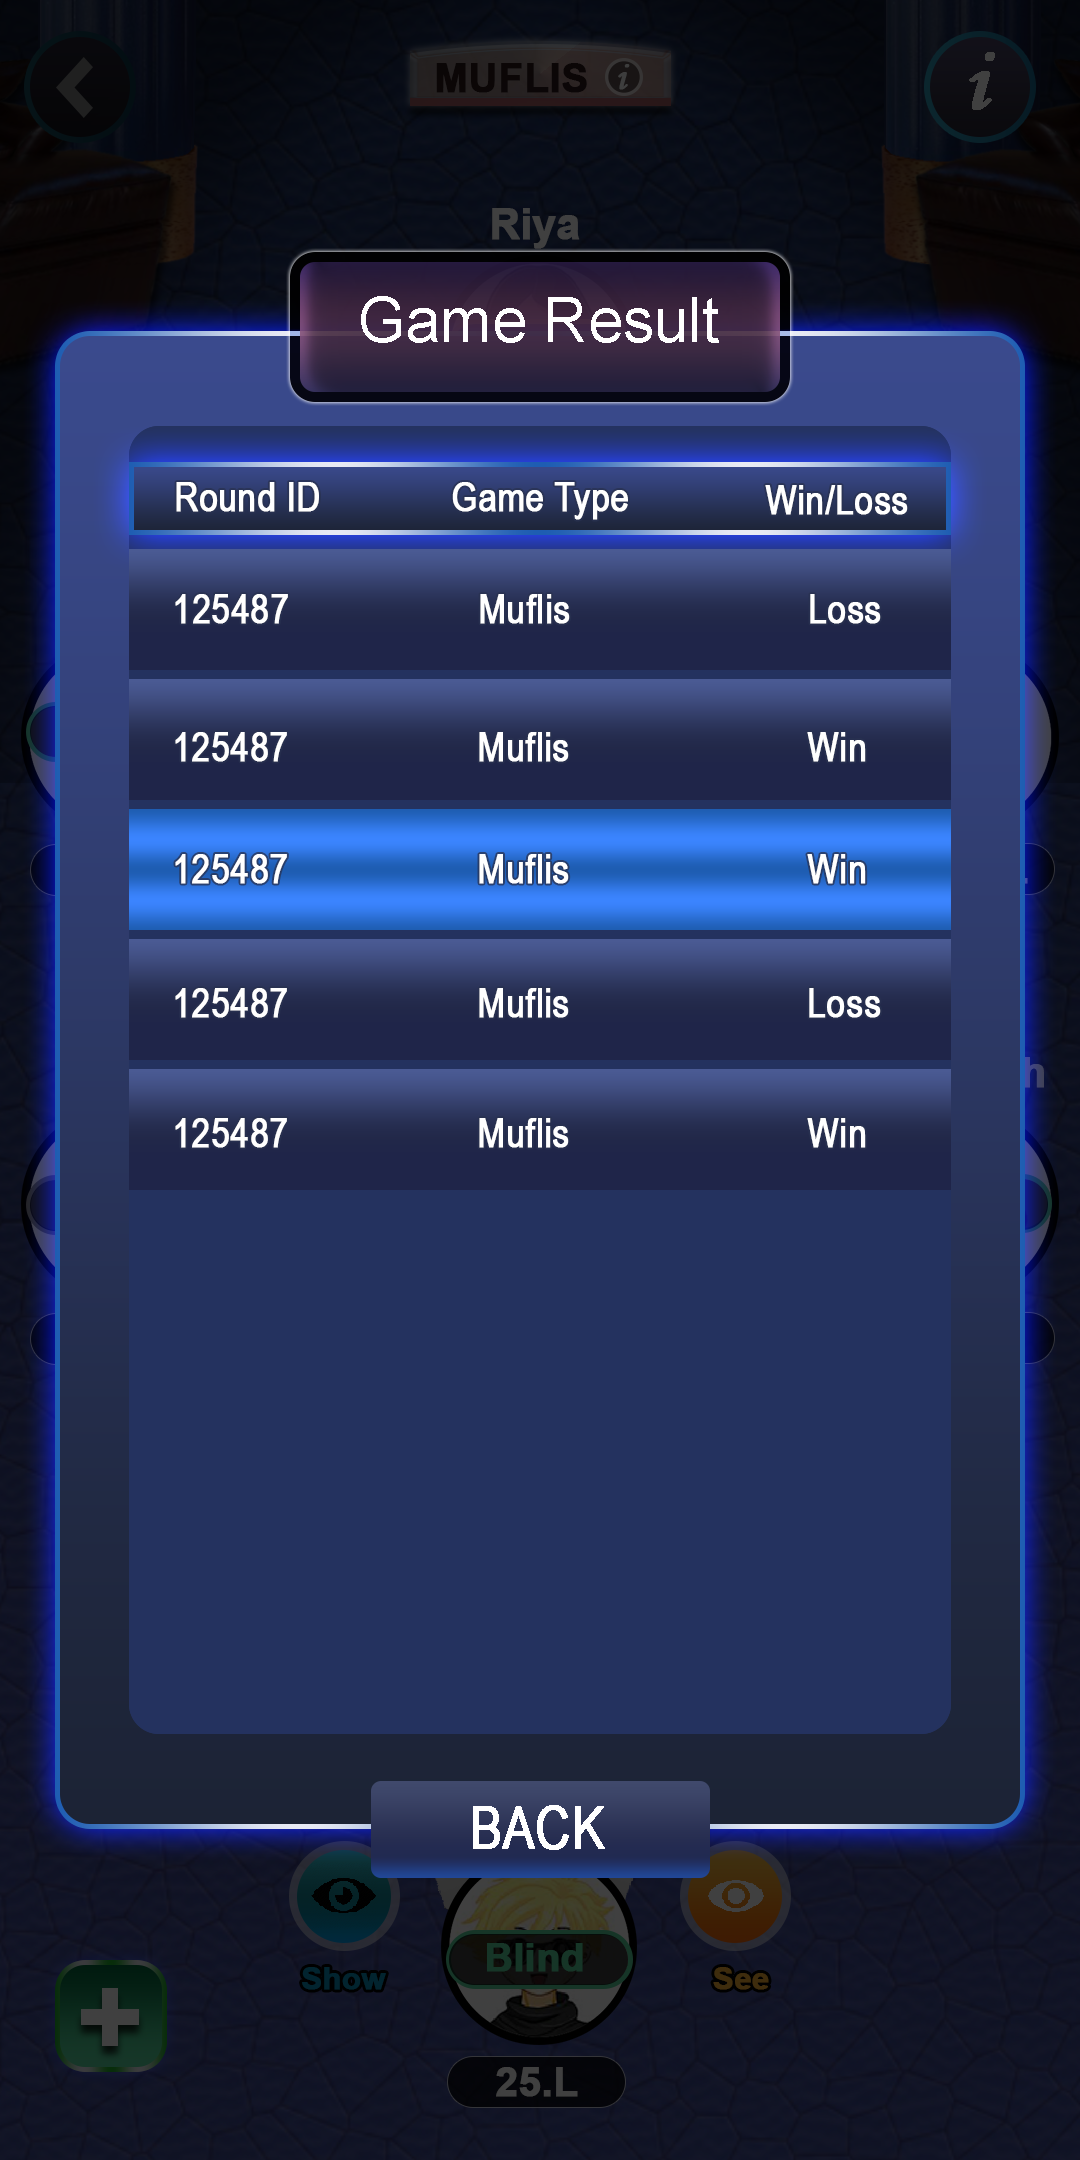 MUFLIS i
i
Riya
Game Result
Round ID Game Type Win/Loss
125487 Muflis Loss
125487 Muflis Win
125487 Muflis Win
125487 Muflis Loss
125487 Muflis Win
h
BACK
Blind
Show See
25.L